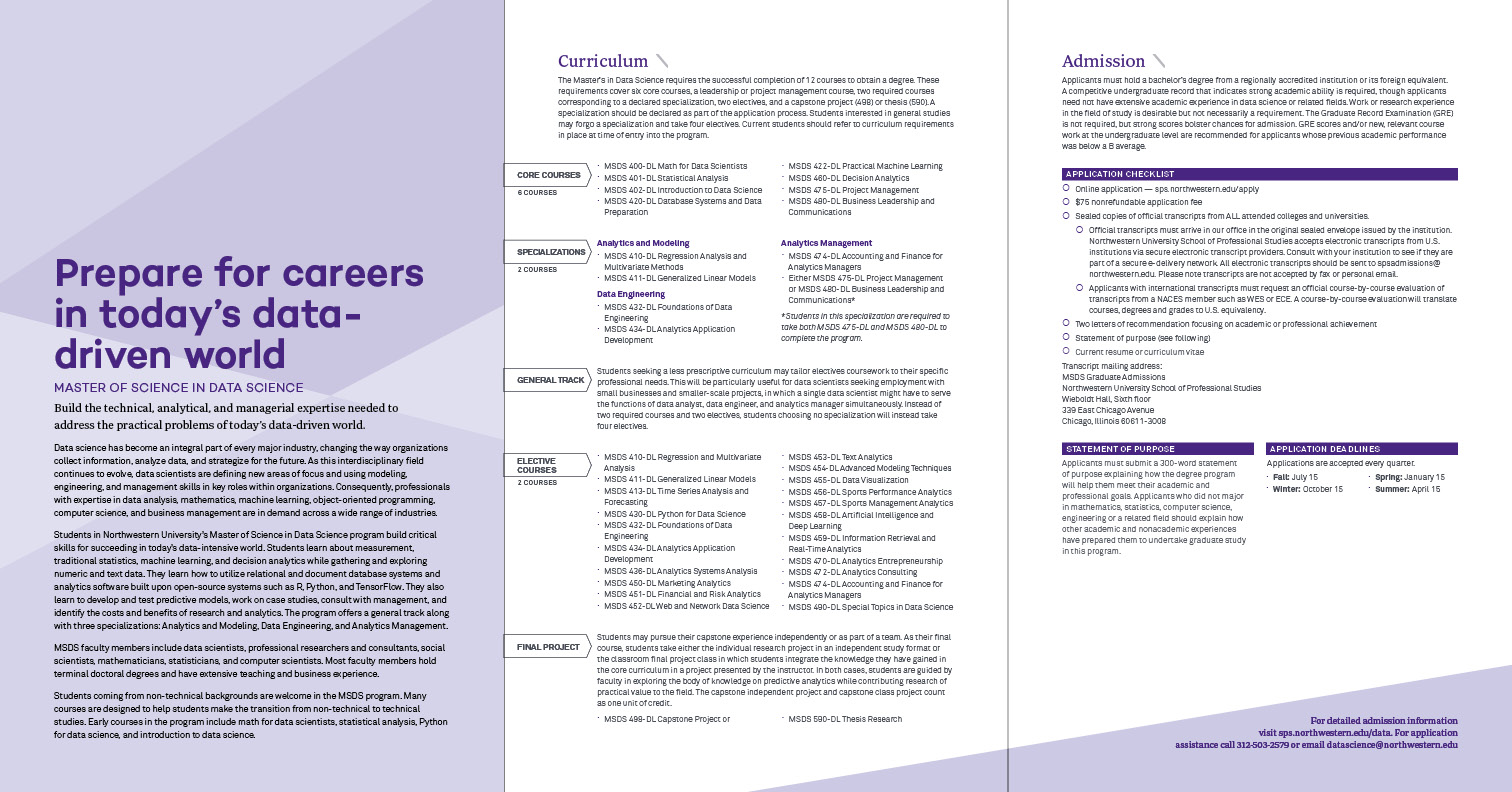 Prepare for careers
in today's data-
driven world
MASTER OF SCIENCE IN DATA SCIENCE
Build the technical, analytical, and managerial expertise needed to
address the practical problems of today's data-driven world.
Data science has become an integral part of every major industry, changing the way organizations
collect information, analyze data, and strategize for the future. As this interdisciplinary field
continues to evolve, data scientists are defining new areas of focus and using modeling,
engineering, and management skills in key roles within organizations. Consequently, professionals
with expertise in data analysis, mathematics, machine learning, object-oriented programming,
computer science, and business management are in demand across a wide range of industries.
Students in Northwestern University's Master of Science in Data Science program build critical
skills for succeeding in today's data-intensive world. Students learn about measurement,
traditional statistics, machine learning, and decision analytics while gathering and exploring
numeric and text data. They learn how to utilize relational and document database systems and
analytics software built upon open-source systems such as R, Python, and TensorFlow. They also
learn to develop and test predictive models, work on case studies, consult with management, and
identify the costs and benefits of research and analytics. The program offers a general track along
with three specializations: Analytics and Modeling, Data Engineering, and Analytics Management.
MSDS faculty members include data scientists, professional researchers and consultants, social
scientists, mathematicians, statisticians, and computer scientists. Most faculty members hold
terminal doctoral degrees and have extensive teaching and business experience.
Students coming from non-technical backgrounds are welcome in the MSDS program. Many
courses are designed to help students make the transition from non-technical to technical
studies. Early courses in the program include math for data scientists, statistical analysis, Python
for data science, and introduction to data science.
Curriculum
The Master's in Data Science requires the successful completion of 12 courses to obtain a degree. These
requirements cover six core courses, a leadership or project management course, two required courses
corresponding to a declared specialization, two electives, and a capstone project (498) or thesis (590). A
specialization should be declared as part of the application process. Students interested in general studies
may forgo a specialization and take four electives. Current students should refer to curriculum requirements
in place at time of entry into the program.
CORE COURSES
6 COURSES
· MSDS 400-DL Math for Data Scientists
· MSDS 401-DL Statistical Analysis
· MSDS 402-DL Introduction to Data Science
· MSDS 420-DL Database Systems and Data
Preparation
· MSDS 422-DL Practical Machine Learning
· MSDS 460-DL Decision Analytics
· MSDS 475-DL Project Management
· MSDS 480-DL Business Leadership and
Communications
SPECIALIZATIONS
2 COURSES
Analytics and Modeling
· MSDS 410-DL Regression Analysis and
Multivariate Methods
· MSDS 411-DL Generalized Linear Models
Data Engineering
· MSDS 432-DL Foundations of Data
Engineering
· MSDS 434-DL Analytics Application
Development
Analytics Management
· MSDS 474-DL Accounting and Finance for
Analytics Managers
· Either MSDS 475-DL Project Management
or MSDS 480-DL Business Leadership and
Communications*
*Students in this specialization are required to
take both MSDS 475-DL and MSDS 480-DL to
complete the program.
GENERAL TRACK
Students seeking a less prescriptive curriculum may tailor electives coursework to their specific
professional needs. This will be particularly useful for data scientists seeking employment with
small businesses and smaller-scale projects, in which a single data scientist might have to serve
the functions of data analyst, data engineer, and analytics manager simultaneously. Instead of
two required courses and two electives, students choosing no specialization will instead take
four electives.
ELECTIVE
COURSES
2 COURSES
· MSDS 410-DL Regression and Multivariate
Analysis
· MSDS 411-DL Generalized Linear Models
· MSDS 413-DL Time Series Analysis and
Forecasting
· MSDS 430-DL Python for Data Science
· MSDS 432-DL Foundations of Data
Engineering
· MSDS 434-DL Analytics Application
Development
· MSDS 436-DL Analytics Systems Analysis
· MSDS 450-DL Marketing Analytics
· MSDS 451-DL Financial and Risk Analytics
· MSDS 452-DL Web and Network Data Science
· MSDS 453-DL Text Analytics
· MSDS 454-DL Advanced Modeling Techniques
· MSDS 455-DL Data Visualization
· MSDS 456-DL Sports Performance Analytics
· MSDS 457-DL Sports Management Analytics
· MSDS 458-DL Artificial Intelligence and
Deep Learning
· MSDS 459-DL Information Retrieval and
Real-Time Analytics
· MSDS 470-DL Analytics Entrepreneurship
· MSDS 472-DL Analytics Consulting
· MSDS 474-DL Accounting and Finance for
Analytics Managers
· MSDS 490-DL Special Topics in Data Science
FINAL PROJECT
Students may pursue their capstone experience independently or as part of a team. As their final
course, students take either the individual research project in an independent study format or
the classroom final project class in which students integrate the knowledge they have gained in
the core curriculum in a project presented by the instructor. In both cases, students are guided by
faculty in exploring the body of knowledge on predictive analytics while contributing research of
practical value to the field. The capstone independent project and capstone class project count
as one unit of credit.
· MSDS 498-DL Capstone Project or
· MSDS 590-DL Thesis Research
Admission
Applicants must hold a bachelor's degree from a regionally accredited institution or its foreign equivalent.
A competitive undergraduate record that indicates strong academic ability is required, though applicants
need not have extensive academic experience in data science or related fields. Work or research experience
in the field of study is desirable but not necessarily a requirement. The Graduate Record Examination (GRE)
is not required, but strong scores bolster chances for admission. GRE scores and/or new, relevant course
work at the undergraduate level are recommended for applicants whose previous academic performance
was below a B average.
APPLICATION CHECKLIST
Online application — sps.northwestern.edu/apply
$75 nonrefundable application fee
Sealed copies of official transcripts from ALL attended colleges and universities.
Official transcripts must arrive in our office in the original sealed envelope issued by the institution.
Northwestern University School of Professional Studies accepts electronic transcripts from U.S.
institutions via secure electronic transcript providers. Consult with your institution to see if they are
part of a secure e-delivery network. All electronic transcripts should be sent to spsadmissions@
northwestern.edu. Please note transcripts are not accepted by fax or personal email.
Applicants with international transcripts must request an official course-by-course evaluation of
transcripts from a NACES member such as WES or ECE. A course-by-course evaluation will translate
courses, degrees and grades to U.S. equivalency.
Two letters of recommendation focusing on academic or professional achievement
Statement of purpose (see following)
Current resume or curriculum vitae
Transcript mailing address:
MSDS Graduate Admissions
Northwestern University School of Professional Studies
Wieboldt Hall, Sixth floor
339 East Chicago Avenue
Chicago, Illinois 60611-3008
STATEMENT OF PURPOSE
Applicants must submit a 300-word statement
of purpose explaining how the degree program
will help them meet their academic and
professional goals. Applicants who did not major
in mathematics, statistics, computer science,
engineering or a related field should explain how
other academic and nonacademic experiences
have prepared them to undertake graduate study
in this program.
APPLICATION DEADLINES
Applications are accepted every quarter.
· Fall: July 15
· Winter: October 15
· Spring: January 15
· Summer: April 15
For detailed admission information
visit sps.northwestern.edu/data. For application
assistance call 312-503-2579 or email datascience@northwestern.edu